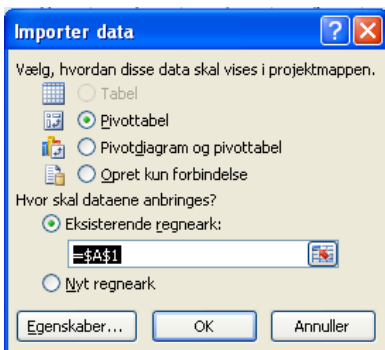 Importer data
Vælg, hvordan disse data skal vises i projektmappen.
Tabel
Pivottabel
Pivotdiagram og pivottabel
Opret kun forbindelse
Hvor skal dataene anbringes?
Eksisterende regneark:
=$A$1
Nyt regneark
Egenskaber... OK Annuller